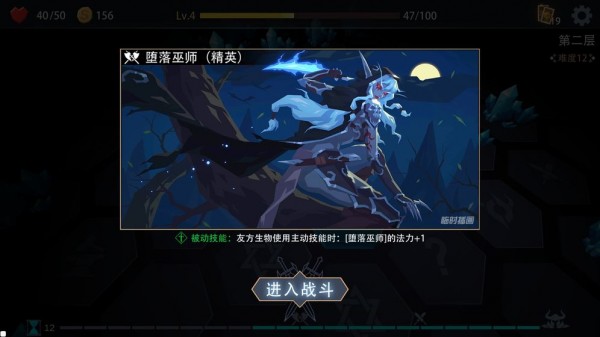 40/50
156
Lv.4
47/100
19
第二层
难度12
堕落巫师（精英）
临时插画
被动技能：友方生物使用主动技能时：[堕落巫师]的法力+1
进入战斗
12